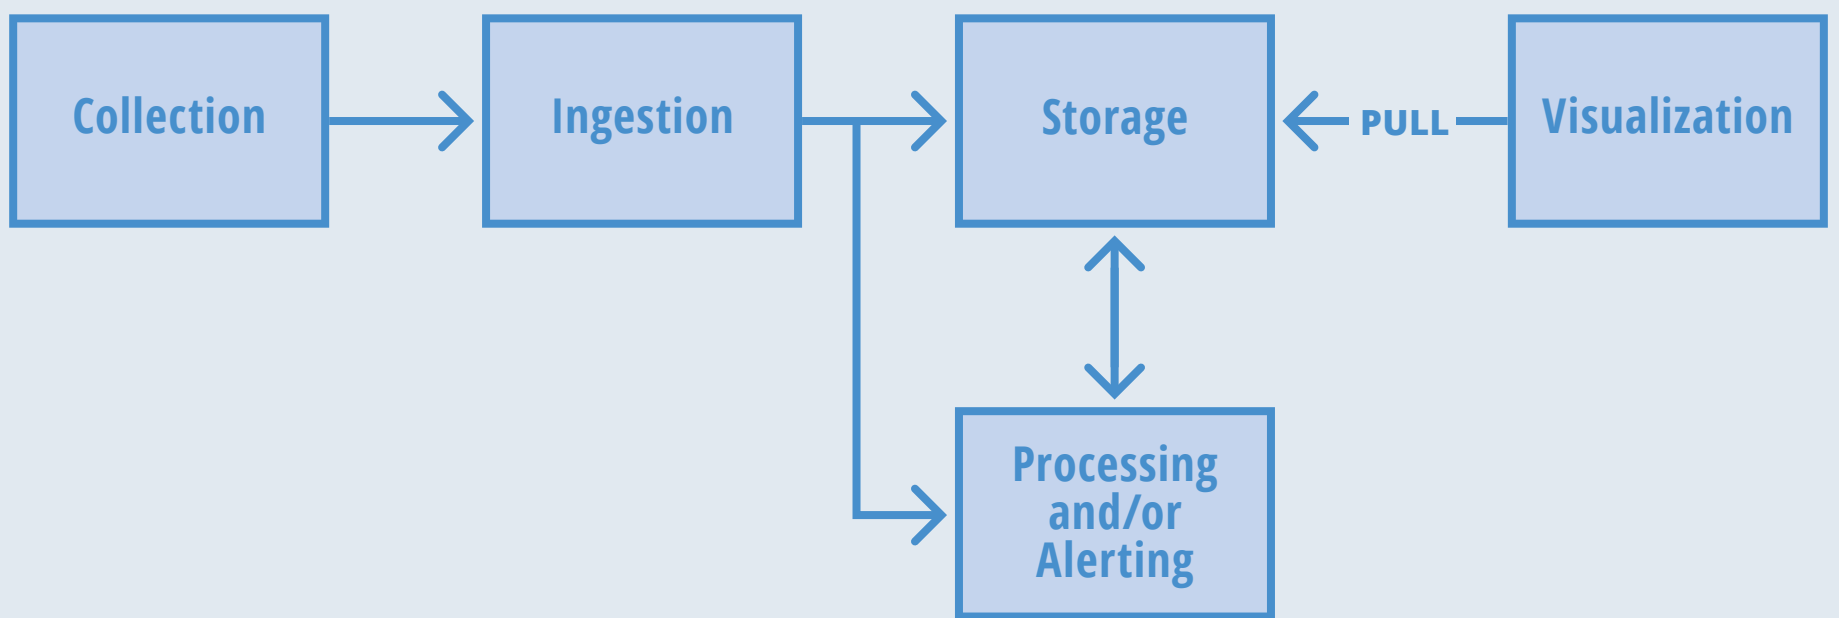 Collection
Ingestion
Storage
PULL
Visualization
Processing
and/or
Alerting